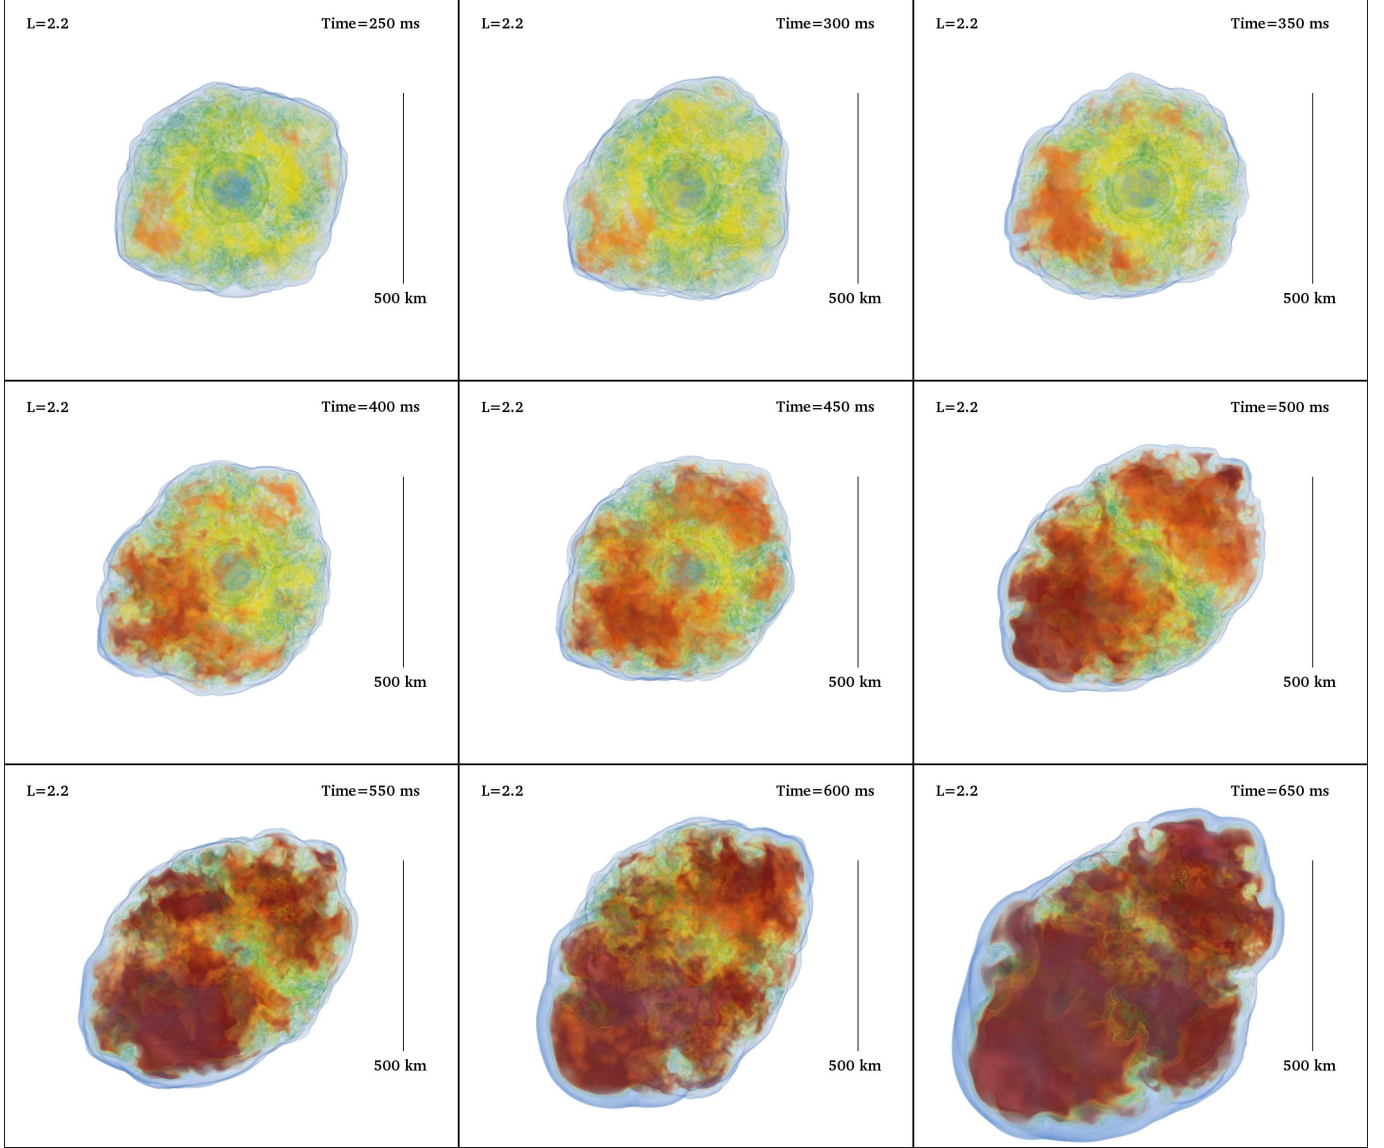 L=2.2 Time=250 ms
500 km
L=2.2 Time=300 ms
500 km
L=2.2 Time=350 ms
500 km
L=2.2 Time=400 ms
500 km
L=2.2 Time=450 ms
500 km
L=2.2 Time=500 ms
500 km
L=2.2 Time=550 ms
500 km
L=2.2 Time=600 ms
500 km
L=2.2 Time=650 ms
500 km